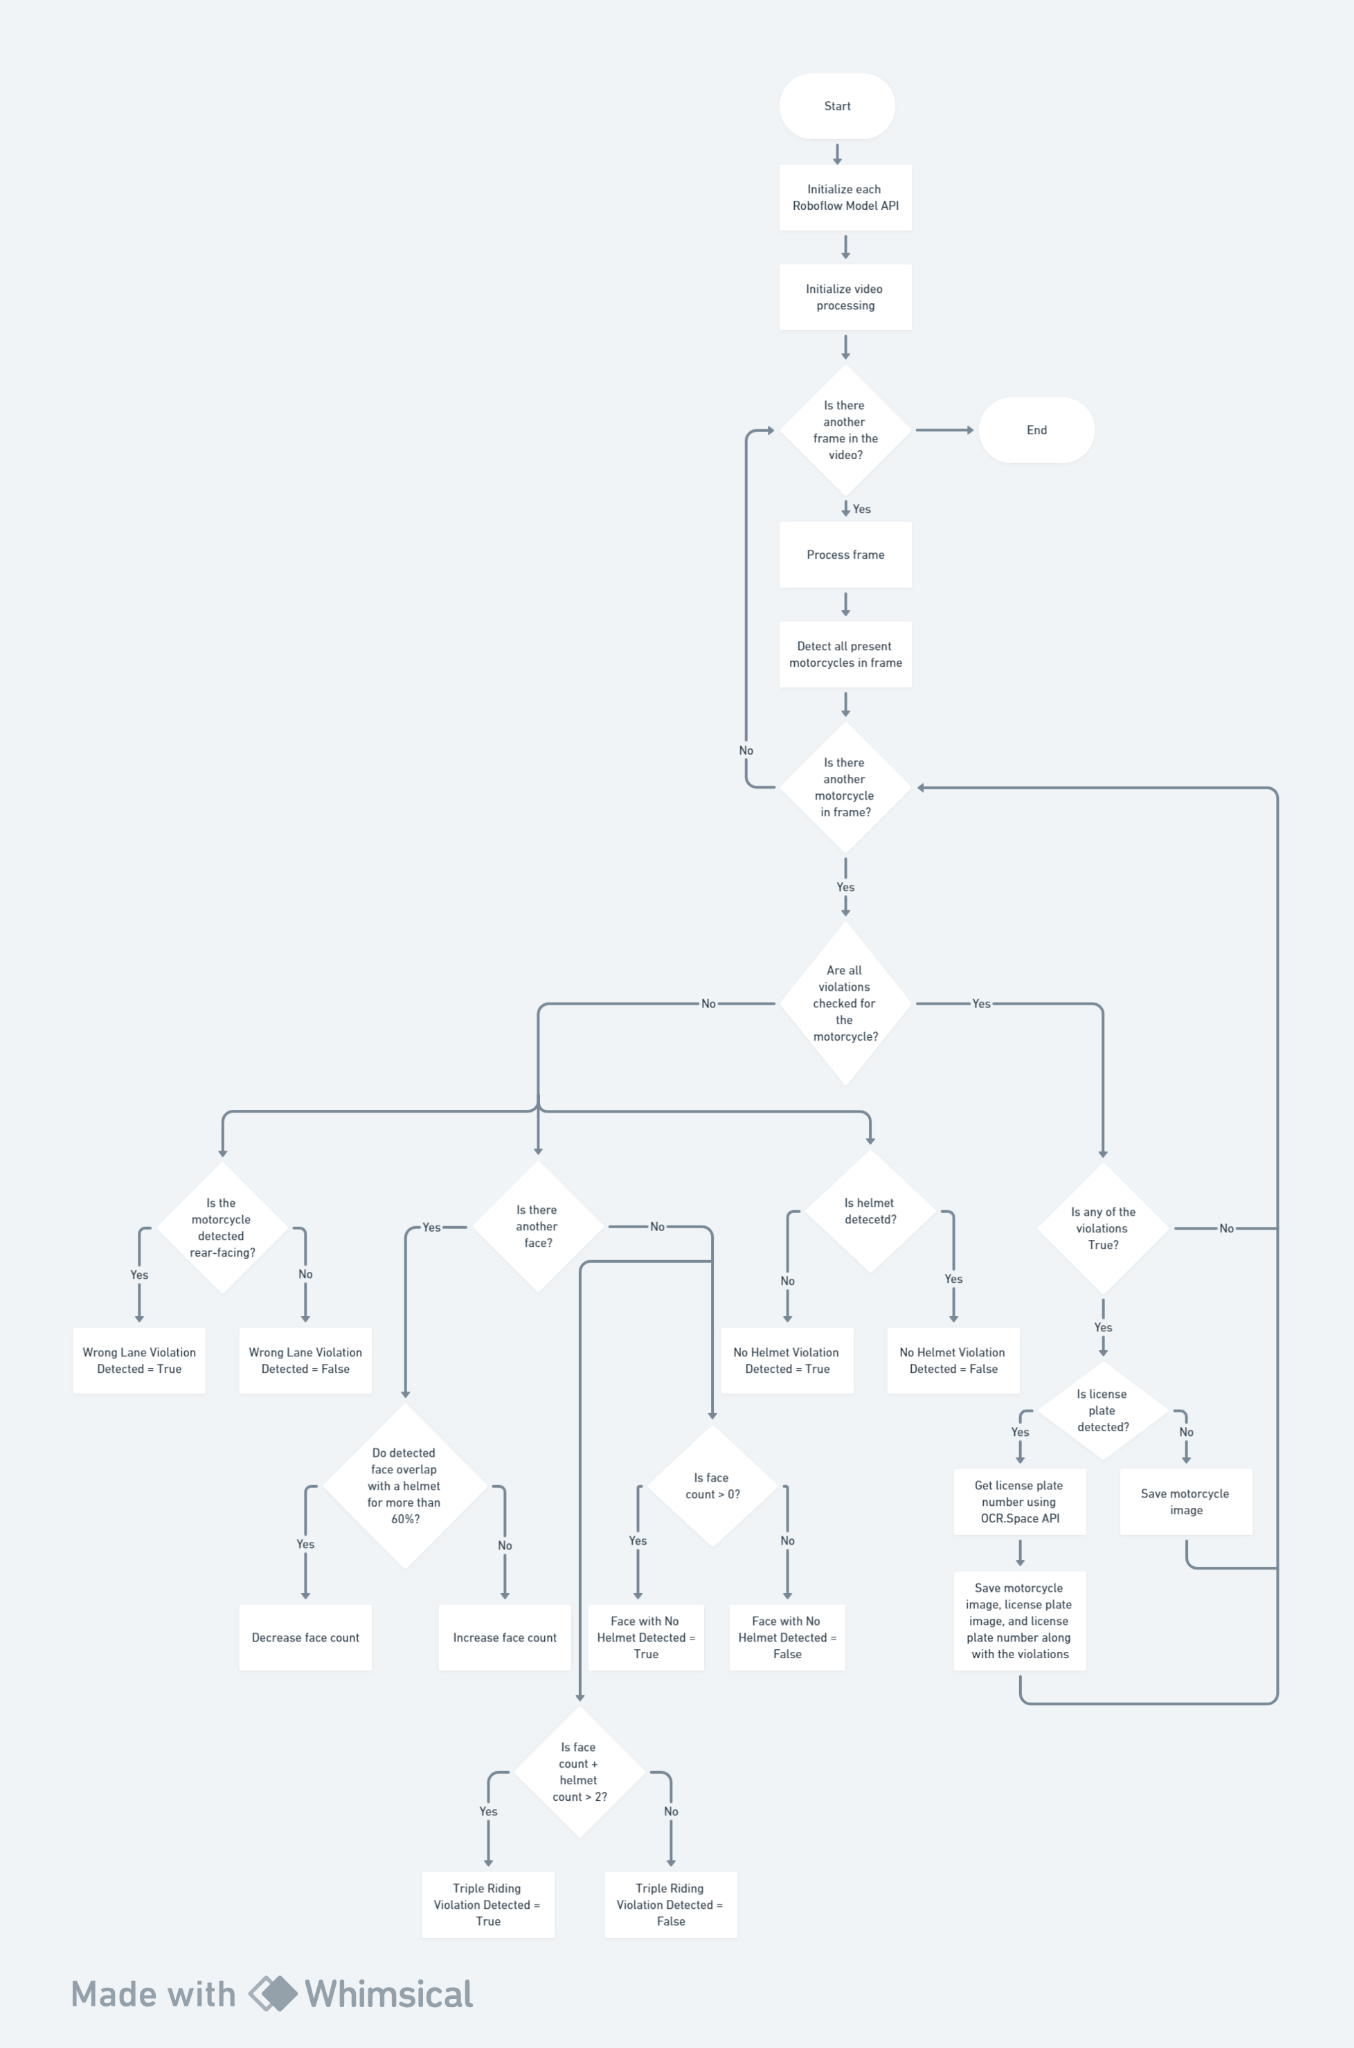 Start
Initialize each
Roboflow Model API
Initialize video
processing
Is there
another
frame in the
video?
End
Yes
Process frame
Detect all present
motorcycles in frame
No
Is there
another
motorcycle
in frame?
Yes
Are all
violations
checked for
the
motorcycle?
No
Yes
Is the
motorcycle
detected
rear-facing?
Yes
No
Wrong Lane Violation
Detected = True
Wrong Lane Violation
Detected = False
Is there
another
face?
Yes
No
Do detected
face overlap
with a helmet
for more than
60%?
Yes
No
Decrease face count
Increase face count
Is face
count > 0?
Yes
No
Face with No
Helmet Detected =
True
Face with No
Helmet Detected =
False
Is face
count +
helmet
count > 2?
Yes
No
Triple Riding
Violation Detected =
True
Triple Riding
Violation Detected =
False
Is helmet
detecetd?
No
Yes
No Helmet Violation
Detected = True
No Helmet Violation
Detected = False
Is any of the
violations
True?
No
Yes
Is license
plate
detected?
Yes
No
Get license plate
number using
OCR.Space API
Save motorcycle
image
Save motorcycle
image, license plate
image, and license
plate number along
with the violations
Made with Whimsical